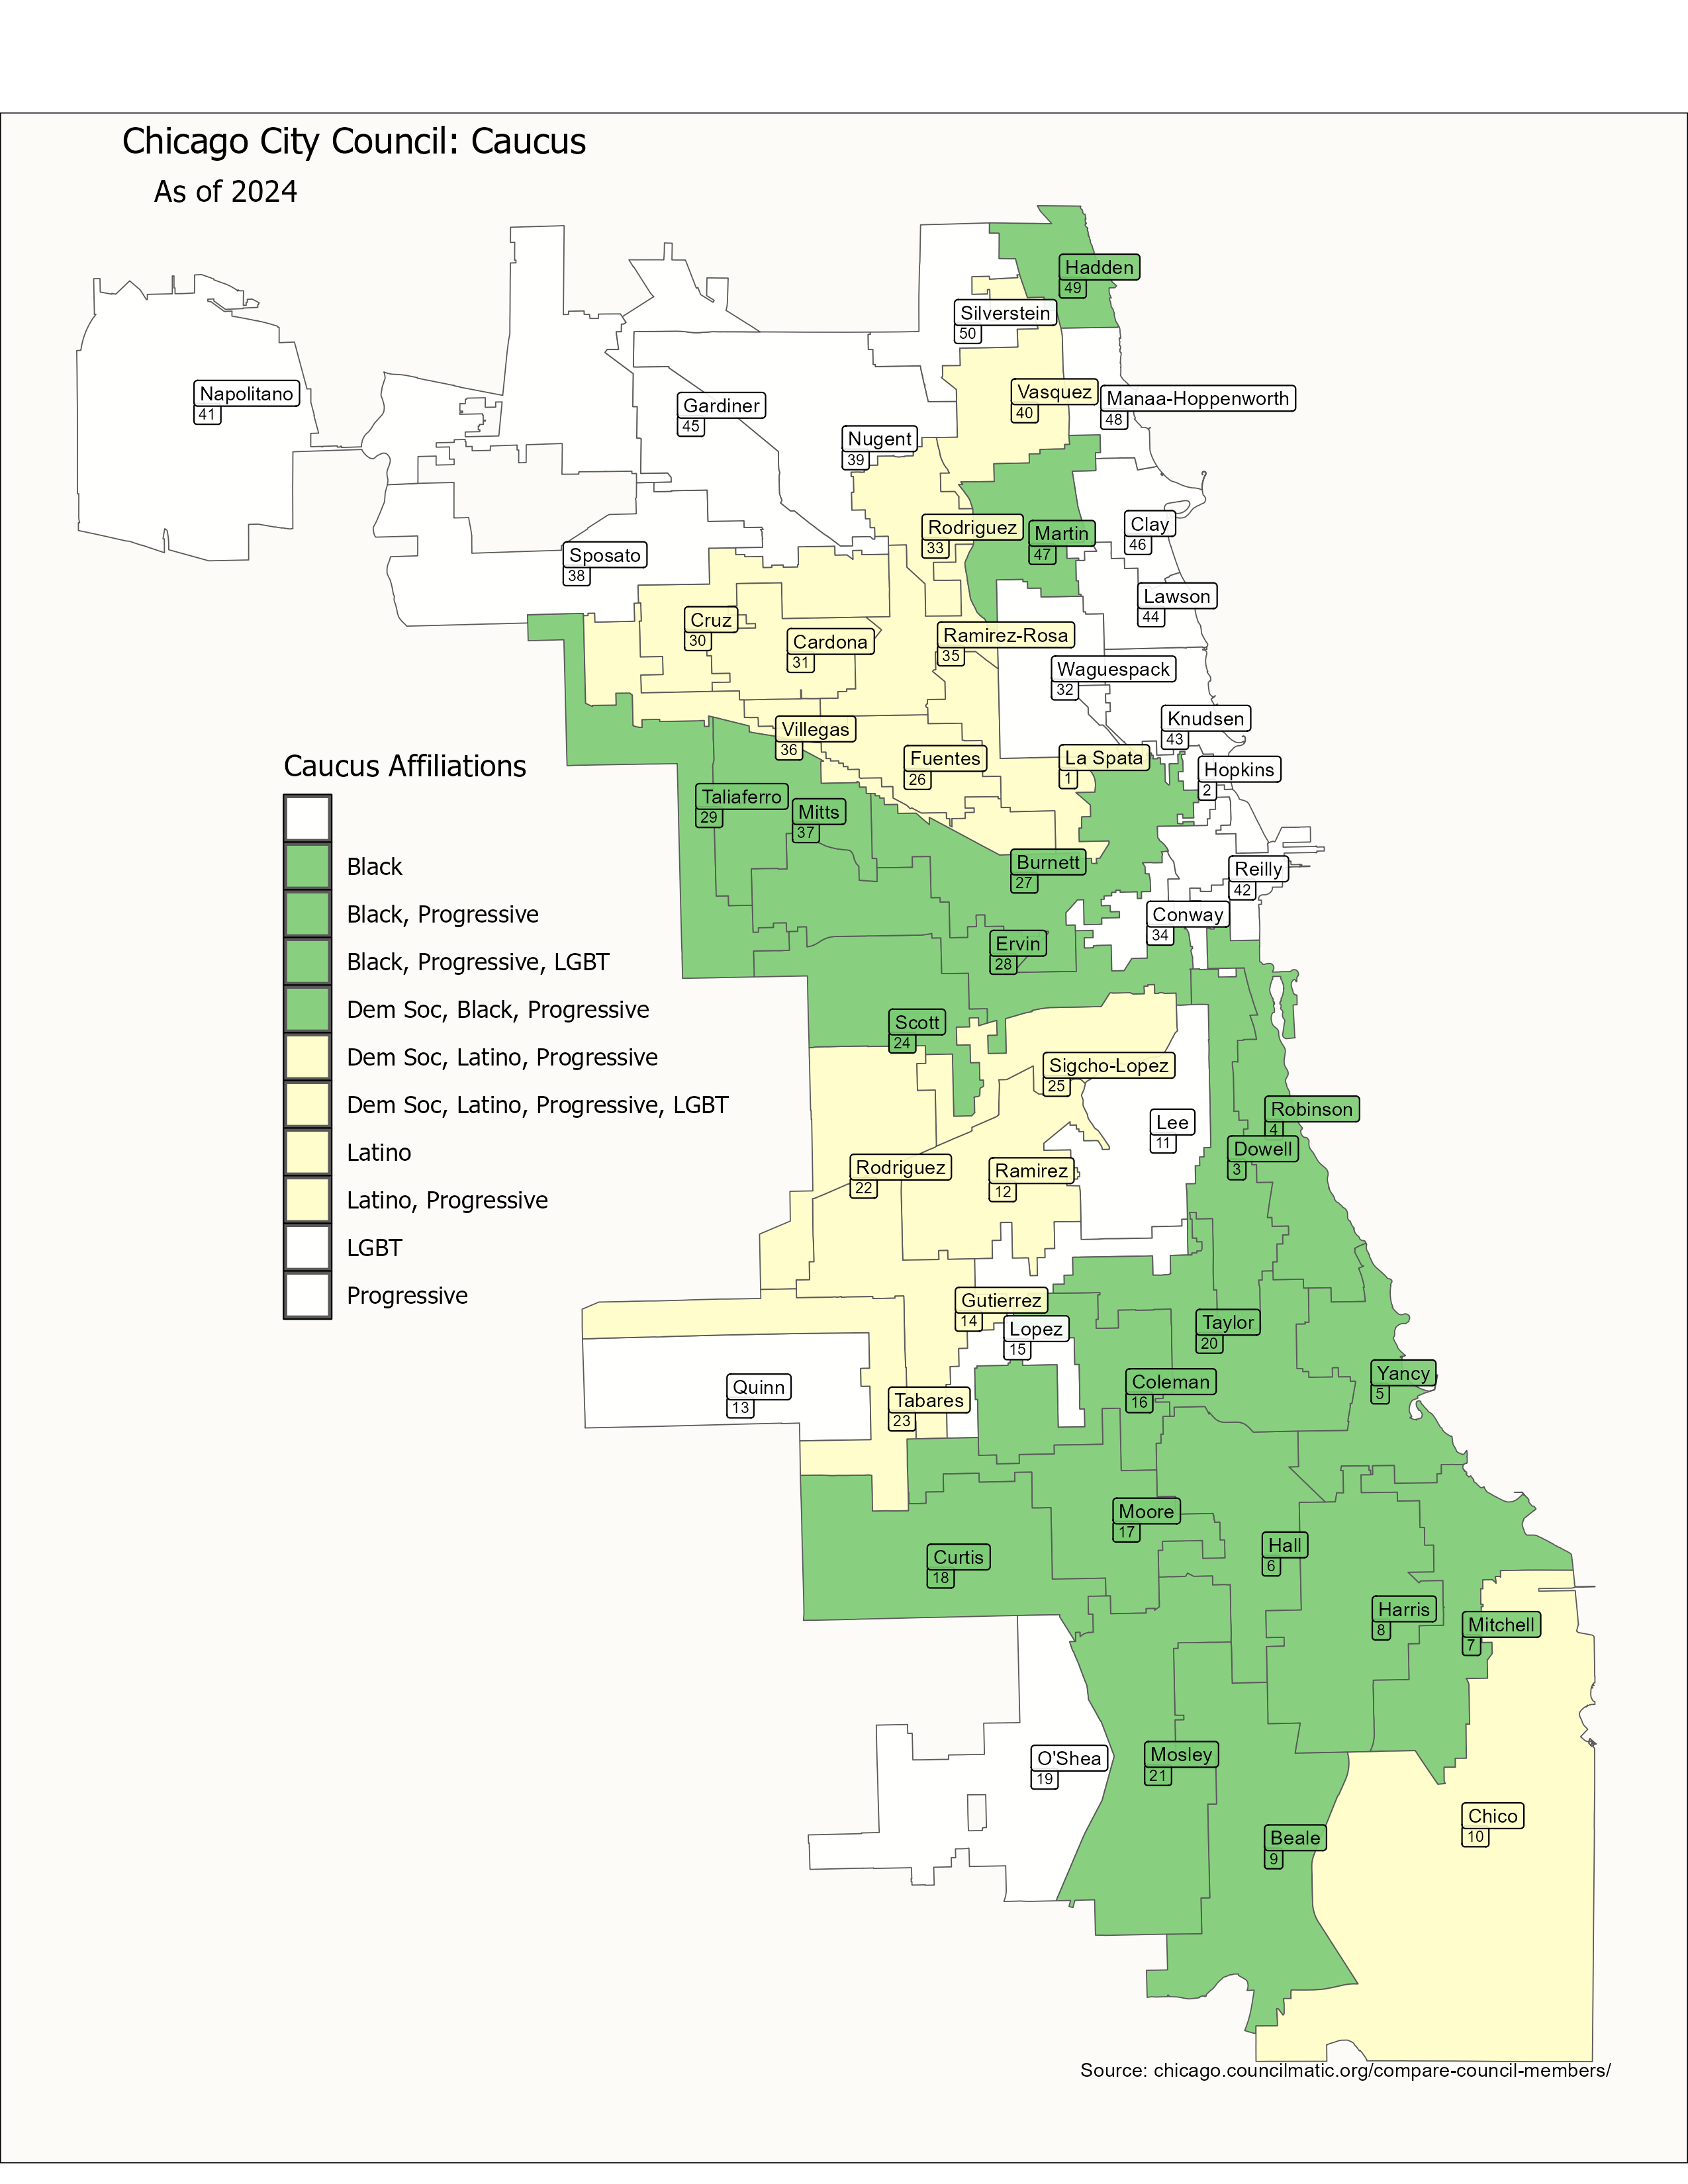 Chicago City Council: Caucus
As of 2024
Hadden
49
Silverstein
50
Napolitano
41
Vasquez
40
Manaa-Hoppenworth
48
Gardiner
45
Nugent
39
Rodriguez
33
Martin
47
Clay
46
Sposato
38
Lawson
44
Cruz
30
Cardona
31
Ramirez-Rosa
35
Waguespack
32
Knudsen
43
Villegas
36
Fuentes
26
La Spata
1
Hopkins
2
Taliaferro
29
Mitts
37
Burnett
27
Reilly
42
Conway
34
Ervin
28
Scott
24
Sigcho-Lopez
25
Robinson
4
Lee
11
Dowell
3
Rodriguez
22
Ramirez
12
Gutierrez
14
Lopez
15
Taylor
20
Yancy
5
Coleman
16
Quinn
13
Tabares
23
Moore
17
Hall
6
Curtis
18
Harris
8
Mitchell
7
O'Shea
19
Mosley
21
Chico
10
Beale
9
Caucus Affiliations
Black
Black, Progressive
Black, Progressive, LGBT
Dem Soc, Black, Progressive
Dem Soc, Latino, Progressive
Dem Soc, Latino, Progressive, LGBT
Latino
Latino, Progressive
LGBT
Progressive
Source: chicago.councilmatic.org/compare-council-members/